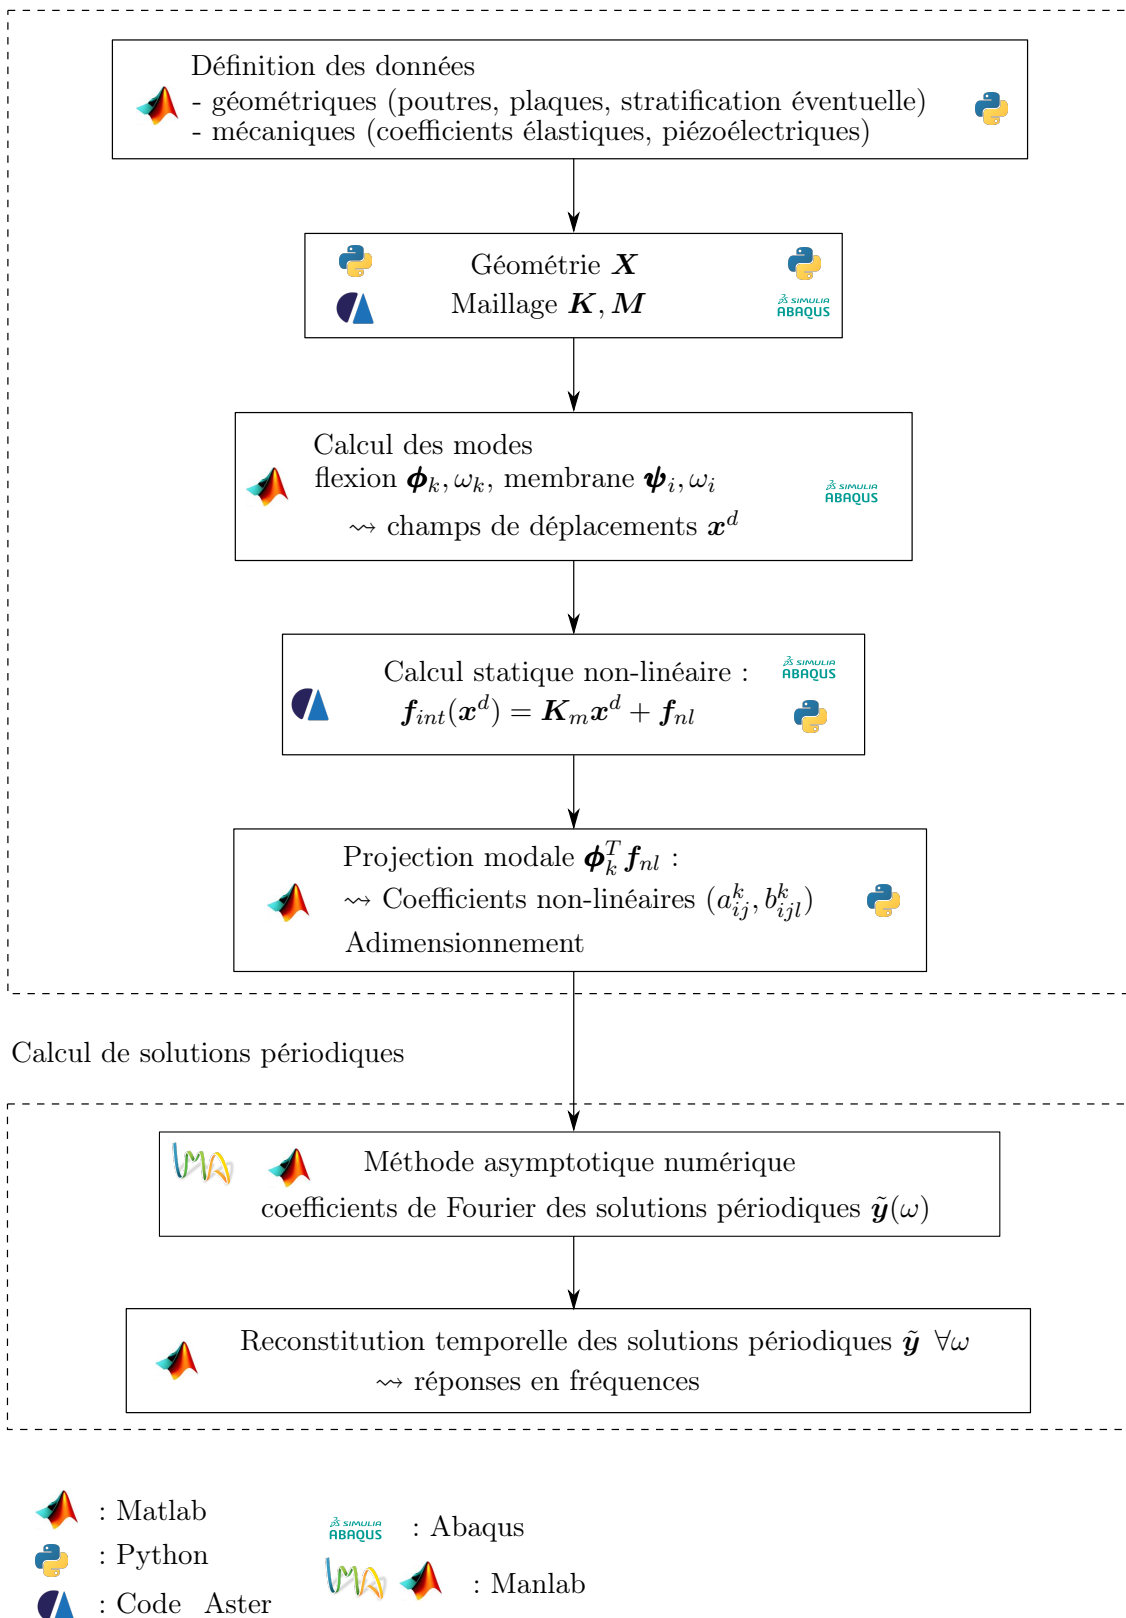 Définition des données
- géométriques (poutres, plaques, stratification éventuelle)
- mécaniques (coefficients élastiques, piézoélectriques)
Géométrie X
Maillage K, M
SIMULIA
ABAQUS
Calcul des modes
flexion ϕ_k, ω_k, membrane ψ_i, ω_i
⇝ champs de déplacements x^d
SIMULIA
ABAQUS
Calcul statique non-linéaire :
f_int(x^d) = K_m x^d + f_nl
SIMULIA
ABAQUS
Projection modale ϕ_k^T f_nl :
⇝ Coefficients non-linéaires (a_ij^k, b_ijl^k)
Adimensionnement
Calcul de solutions périodiques
LMA
Méthode asymptotique numérique
coefficients de Fourier des solutions périodiques ỹ(ω)
Reconstitution temporelle des solutions périodiques ỹ ∀ω
⇝ réponses en fréquences
: Matlab
: Python
: Code Aster
SIMULIA
ABAQUS : Abaqus
LMA : Manlab